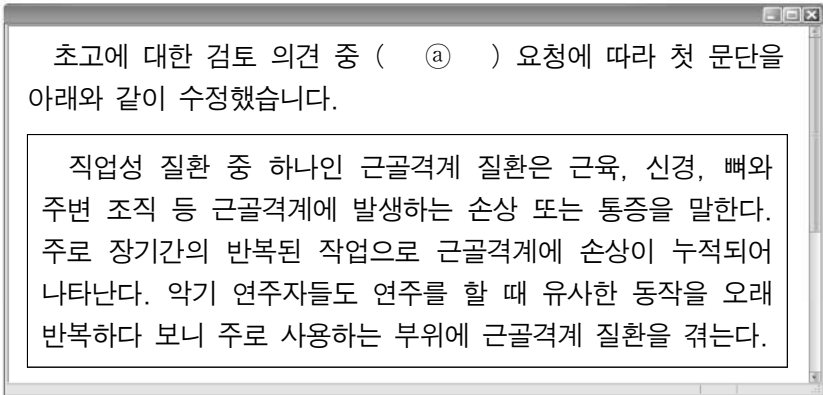 초고에 대한 검토 의견 중 ( ⓐ ) 요청에 따라 첫 문단을
아래와 같이 수정했습니다.
직업성 질환 중 하나인 근골격계 질환은 근육, 신경, 뼈와
주변 조직 등 근골격계에 발생하는 손상 또는 통증을 말한다.
주로 장기간의 반복된 작업으로 근골격계에 손상이 누적되어
나타난다. 악기 연주자들도 연주를 할 때 유사한 동작을 오래
반복하다 보니 주로 사용하는 부위에 근골격계 질환을 겪는다.